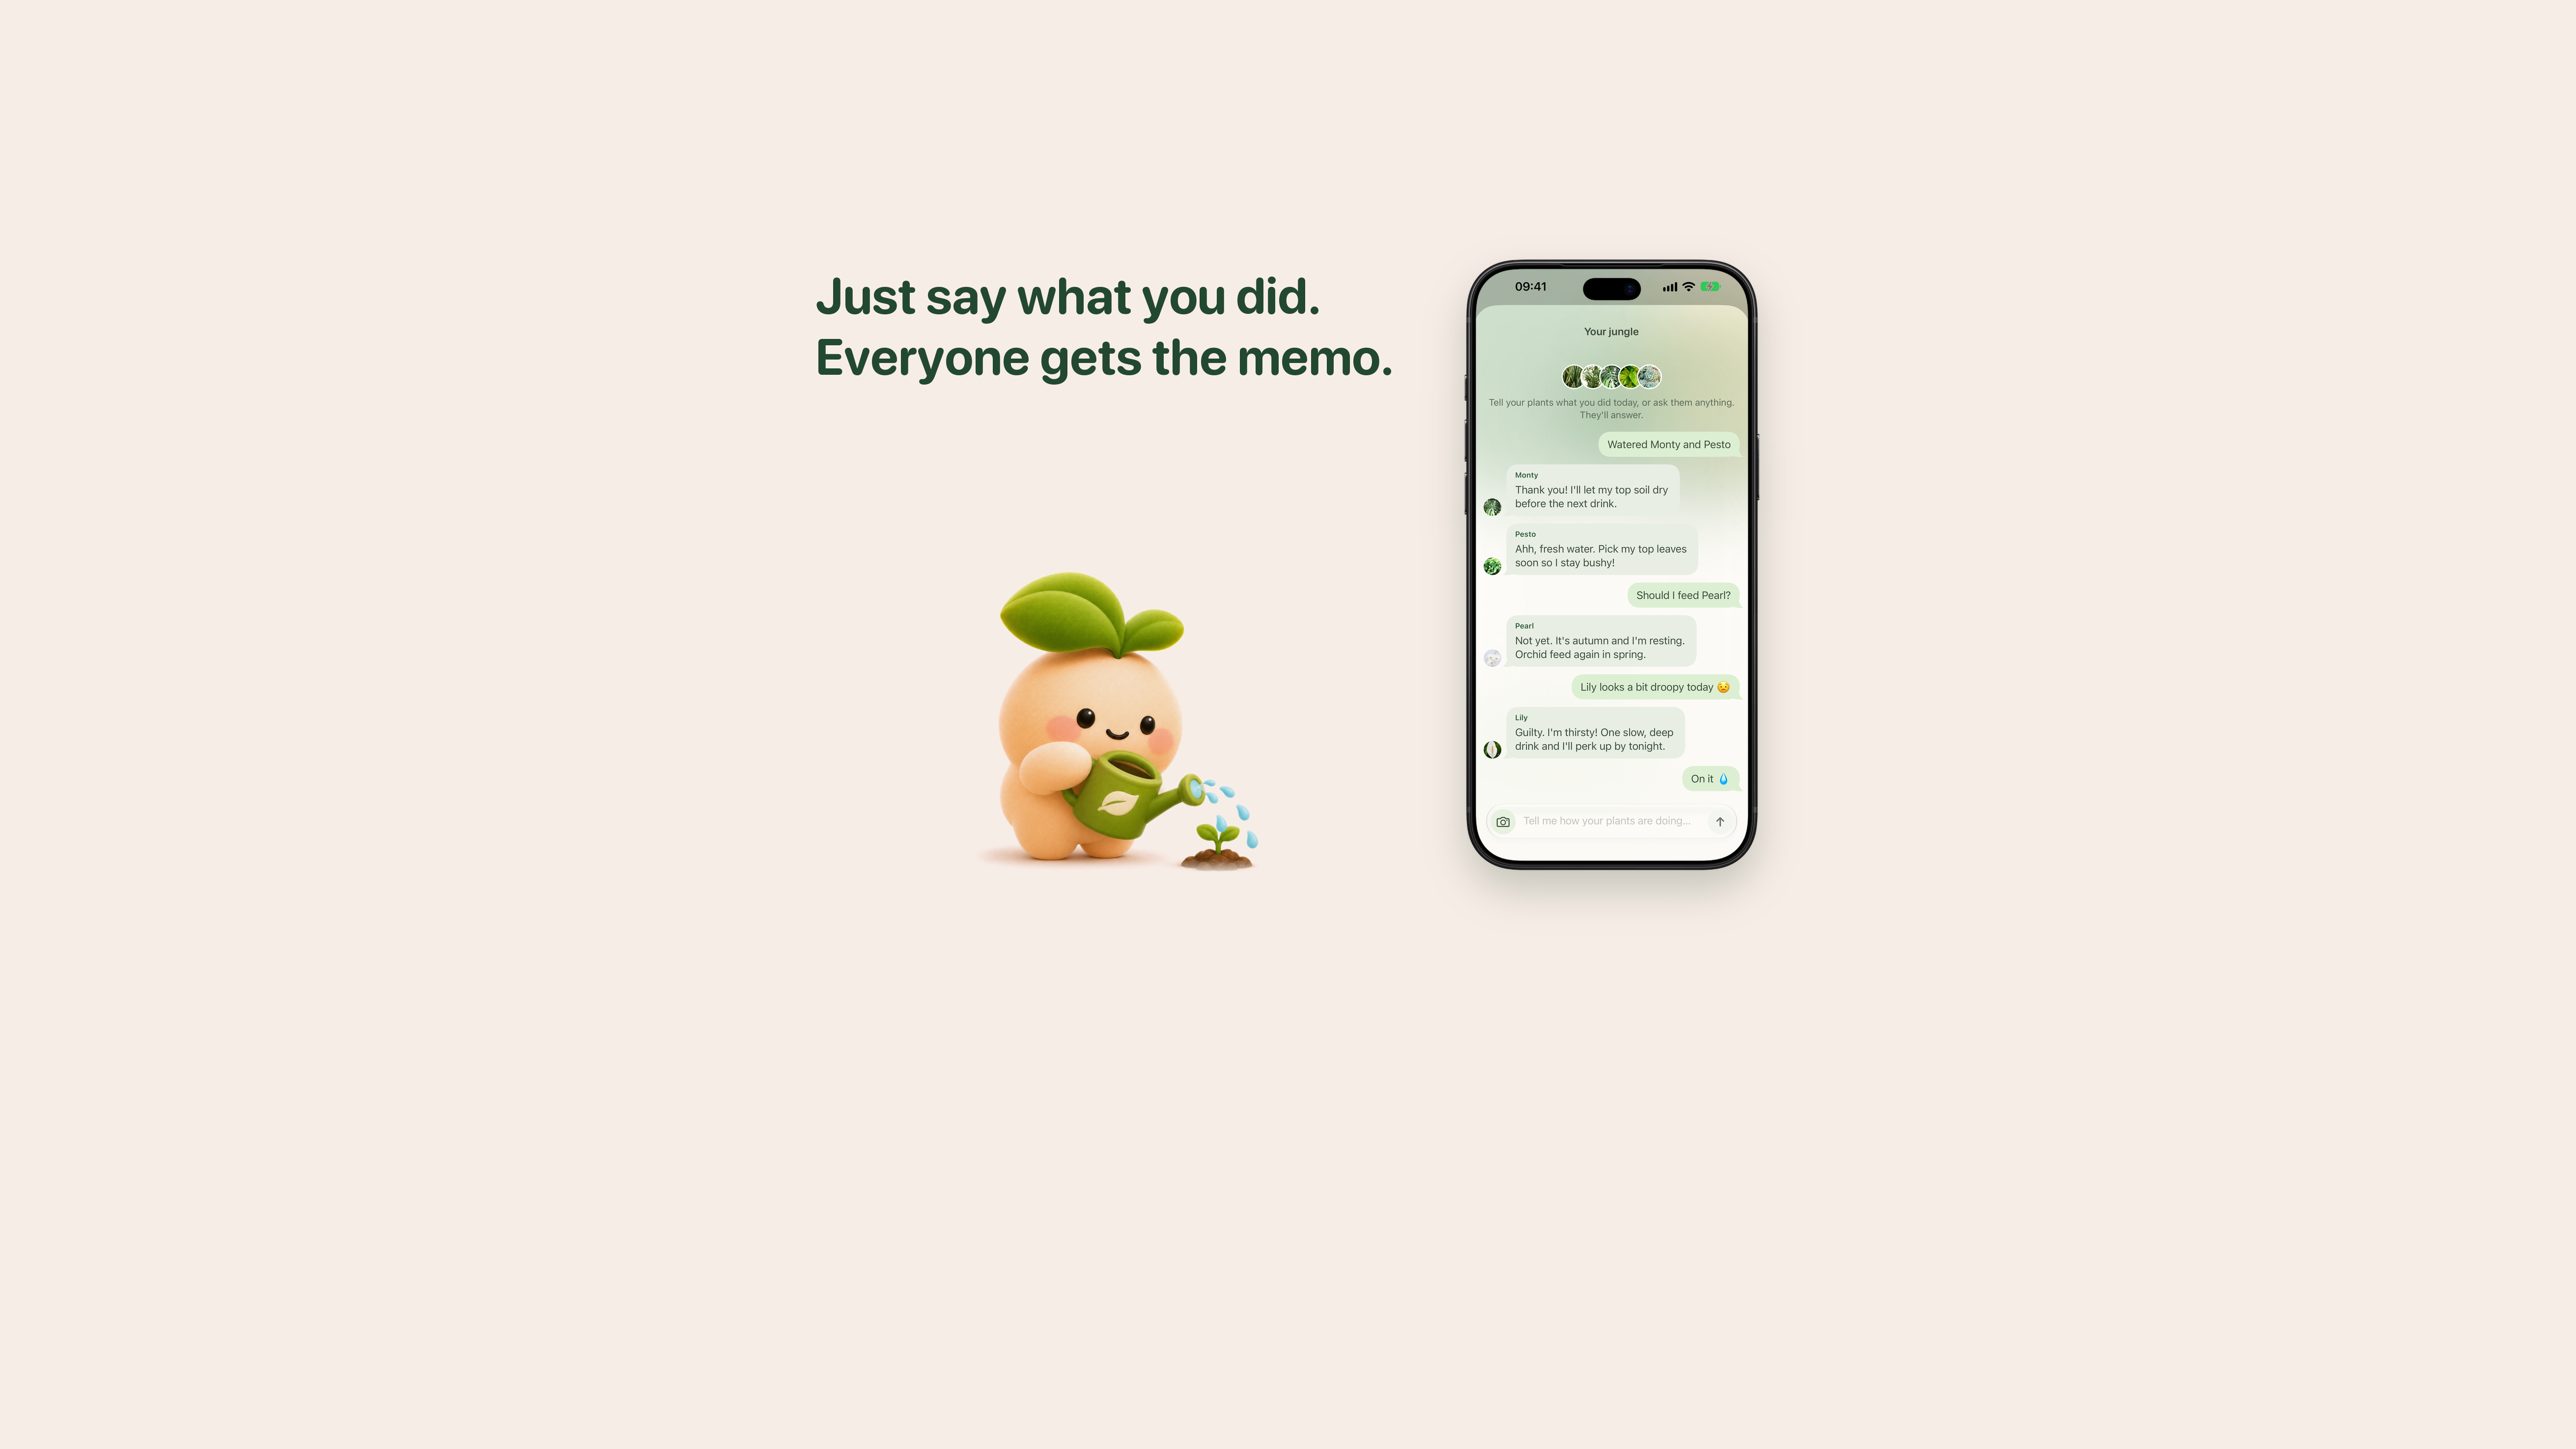 Just say what you did.
Everyone gets the memo.
09:41
Your jungle
Tell your plants what you did today, or ask them anything.
They'll answer.
Watered Monty and Pesto
Monty
Thank you! I'll let my top soil dry
before the next drink.
Pesto
Ahh, fresh water. Pick my top leaves
soon so I stay bushy!
Should I feed Pearl?
Pearl
Not yet. It's autumn and I'm resting.
Orchid feed again in spring.
Lily looks a bit droopy today 😟
Lily
Guilty. I'm thirsty! One slow, deep
drink and I'll perk up by tonight.
On it 💧
Tell me how your plants are doing...